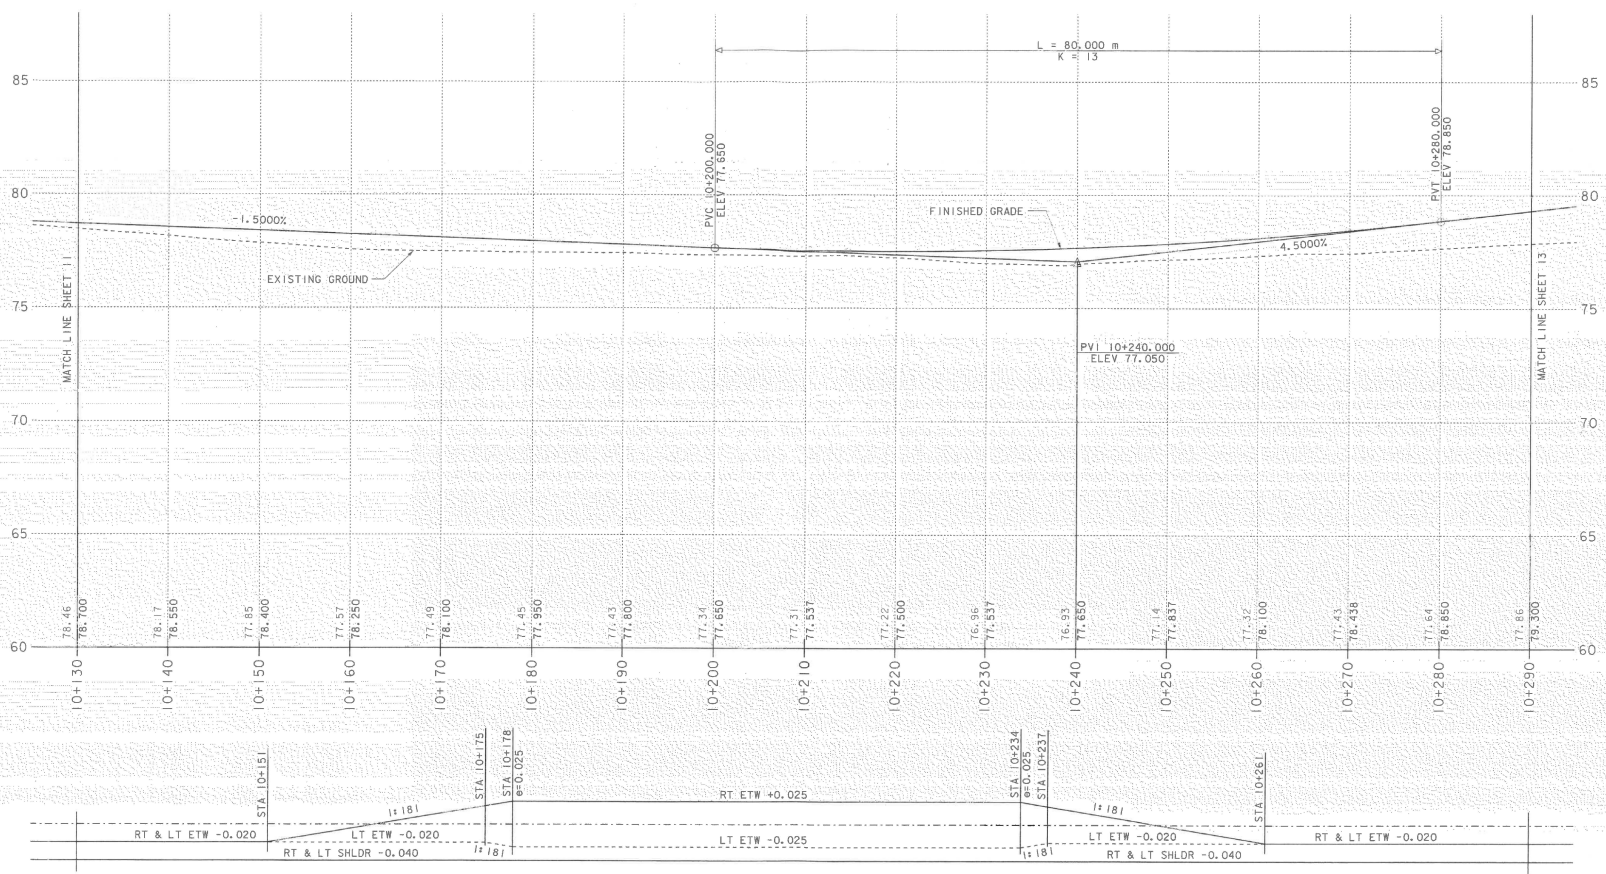 L = 80.000 m
K = 13
85
85
PVC 10+200.000
ELEV 77.650
PVT 10+280.000
ELEV 78.850
80
80
-1.5000%
FINISHED GRADE
4.5000%
EXISTING GROUND
MATCH LINE SHEET 11
MATCH LINE SHEET 13
75
75
PVI 10+240.000
ELEV 77.050
70
70
65
65
78.46
78.700
78.17
78.550
77.85
78.400
77.57
78.250
77.49
78.100
77.45
77.950
77.43
77.800
77.34
77.650
77.31
77.537
77.22
77.500
76.96
77.537
76.93
77.650
77.14
77.837
77.32
78.100
77.43
78.438
77.64
78.850
77.86
79.300
60
60
10+130
10+140
10+150
10+160
10+170
10+180
10+190
10+200
10+210
10+220
10+230
10+240
10+250
10+260
10+270
10+280
10+290
STA 10+151
STA 10+175
STA 10+178
e=0.025
STA 10+234
e=0.025
STA 10+237
STA 10+261
RT ETW +0.025
1:181
1:181
RT & LT ETW -0.020
LT ETW -0.020
LT ETW -0.025
LT ETW -0.020
RT & LT ETW -0.020
RT & LT SHLDR -0.040
1:181
1:181
RT & LT SHLDR -0.040